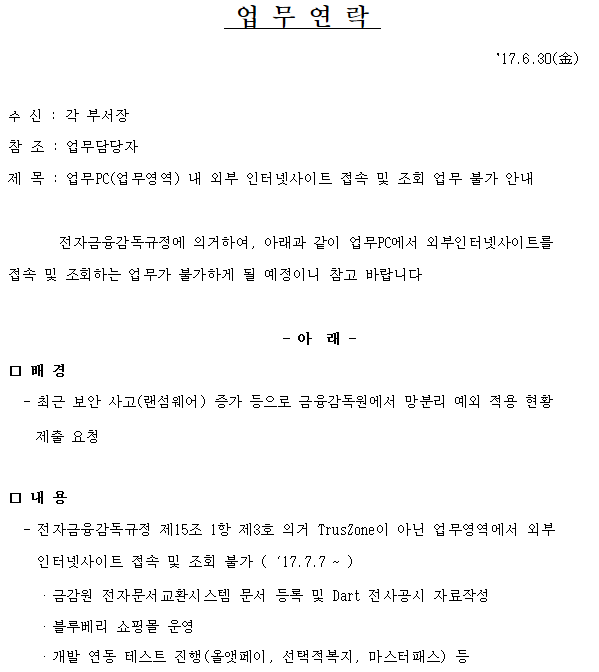 업 무 연 락
'17.6.30(金)
수 신 : 각 부서장
참 조 : 업무담당자
제 목 : 업무PC(업무영역) 내 외부 인터넷사이트 접속 및 조회 업무 불가 안내
전자금융감독규정에 의거하여, 아래과 같이 업무PC에서 외부인터넷사이트를
접속 및 조회하는 업무가 불가하게 될 예정이니 참고 바랍니다
- 아 래 -
□ 배 경
- 최근 보안 사고(랜섬웨어) 증가 등으로 금융감독원에서 망분리 예외 적용 현황
제출 요청
□ 내 용
- 전자금융감독규정 제15조 1항 제3호 의거 TrusZone이 아닌 업무영역에서 외부
인터넷사이트 접속 및 조회 불가 ( '17.7.7 ~ )
· 금감원 전자문서교환시스템 문서 등록 및 Dart 전사공시 자료작성
· 블루베리 쇼핑몰 운영
· 개발 연동 테스트 진행(올앳페이, 선택적복지, 마스터패스) 등